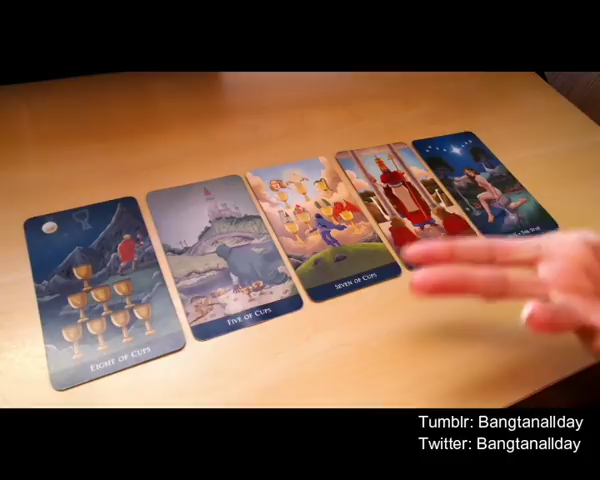 EIGHT OF CUPS
FIVE OF CUPS
SEVEN OF CUPS
Tumblr: Bangtanallday
Twitter: Bangtanallday